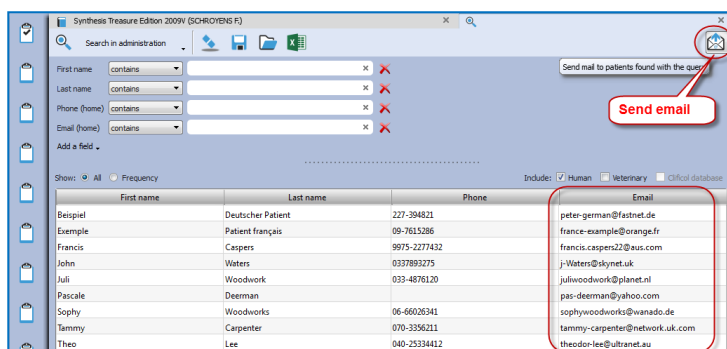 Synthesis Treasure Edition 2009V (SCHROYENS F.)
Search in administration
First name contains
Send mail to patients found with the query
Last name contains
Phone (home) contains
Send email
Email (home) contains
Add a field
Show: All Frequency Include: Human Veterinary Clificol database
First name Last name Phone Email
Beispiel Deutscher Patient 227-394821 peter-german@fastnet.de
Exemple Patient français 09-7615286 france-example@orange.fr
Francis Caspers 9975-2277432 francis.caspers22@aus.com
John Waters 0337893275 j-Waters@skynet.uk
Juli Woodwork 033-4876120 juliwoodwork@planet.nl
Pascale Deerman pas-deerman@yahoo.com
Sophy Woodworks 06-66026341 sophywoodworks@wanado.de
Tammy Carpenter 070-3356211 tammy-carpenter@network.uk.com
Theo Lee 040-25334412 theodor-lee@ultranet.au